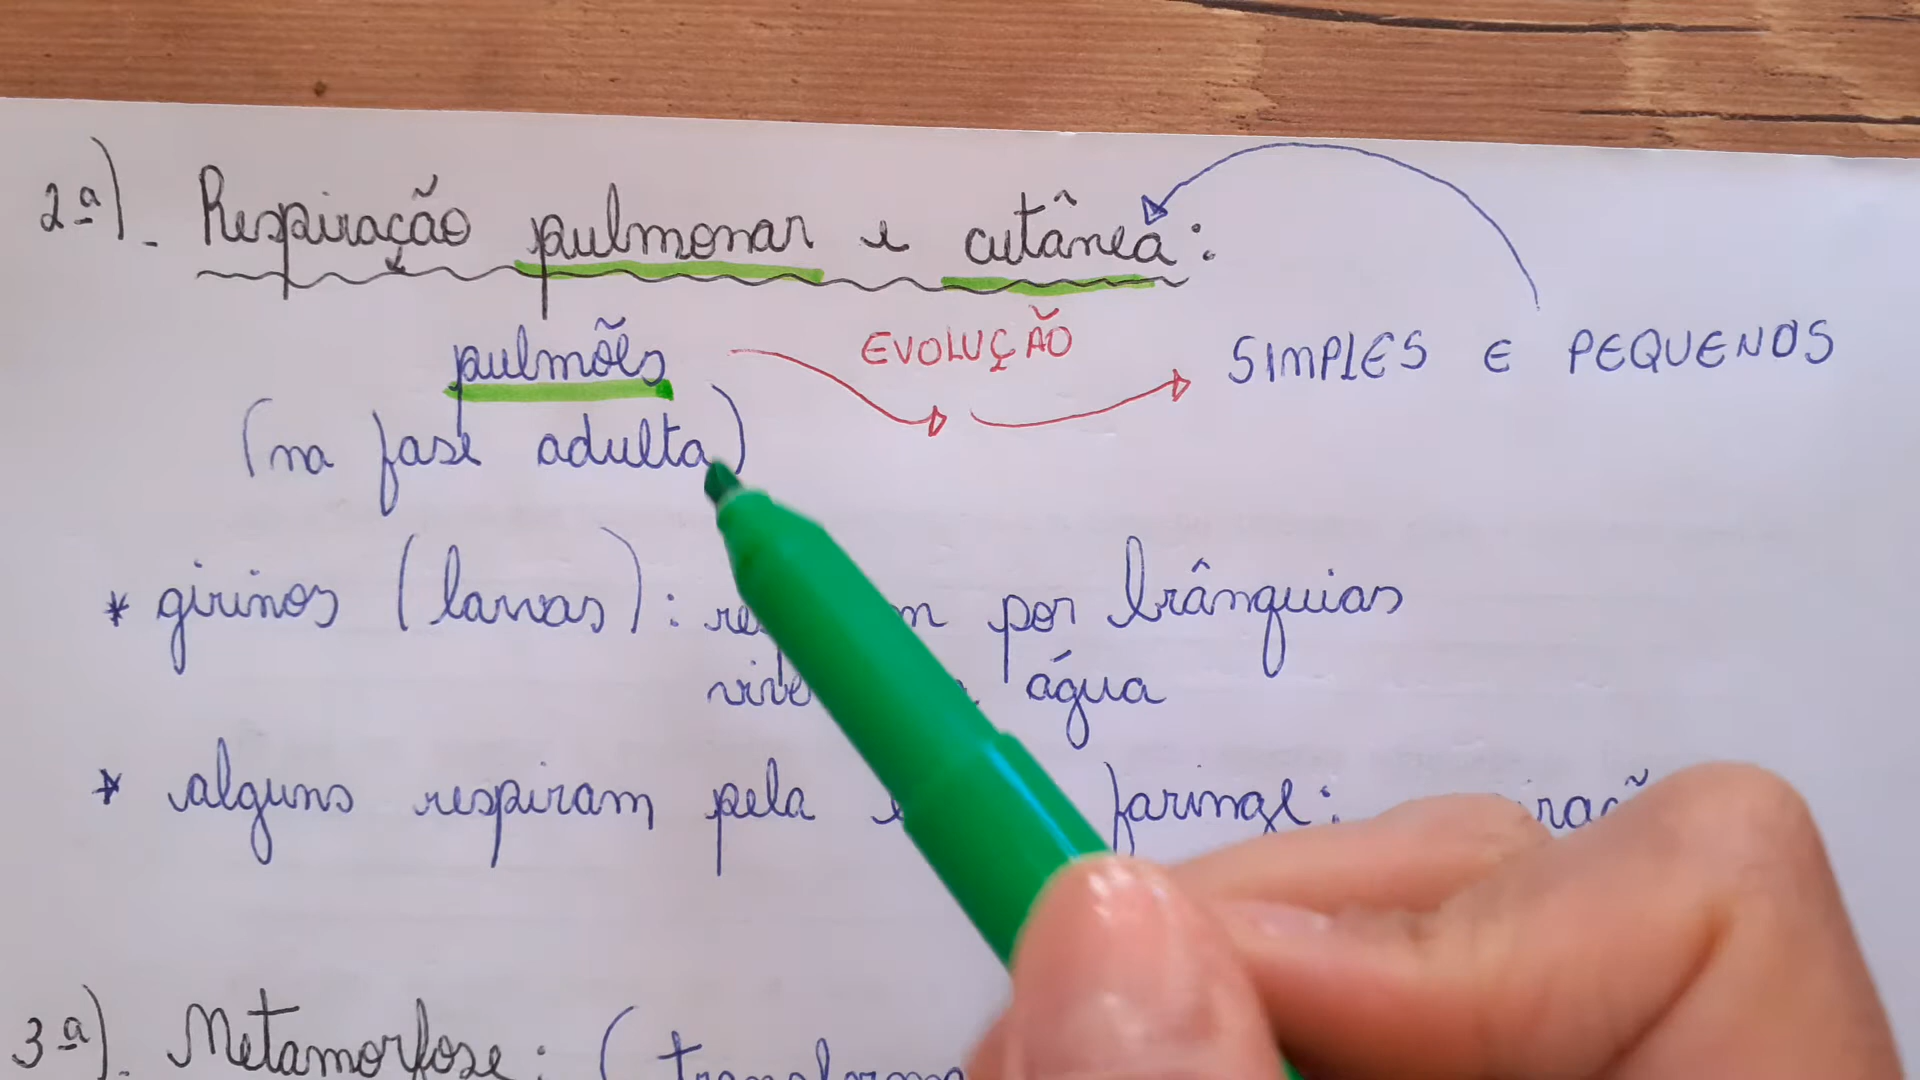 2ª). Respiração pulmonar e cutânea:
pulmões EVOLUÇÃO SIMPLES E PEQUENOS
(na fase adulta)
* girinos (larvas): por brânquias
água
* alguns respiram pela faringe:
3ª). Metamorfose: (